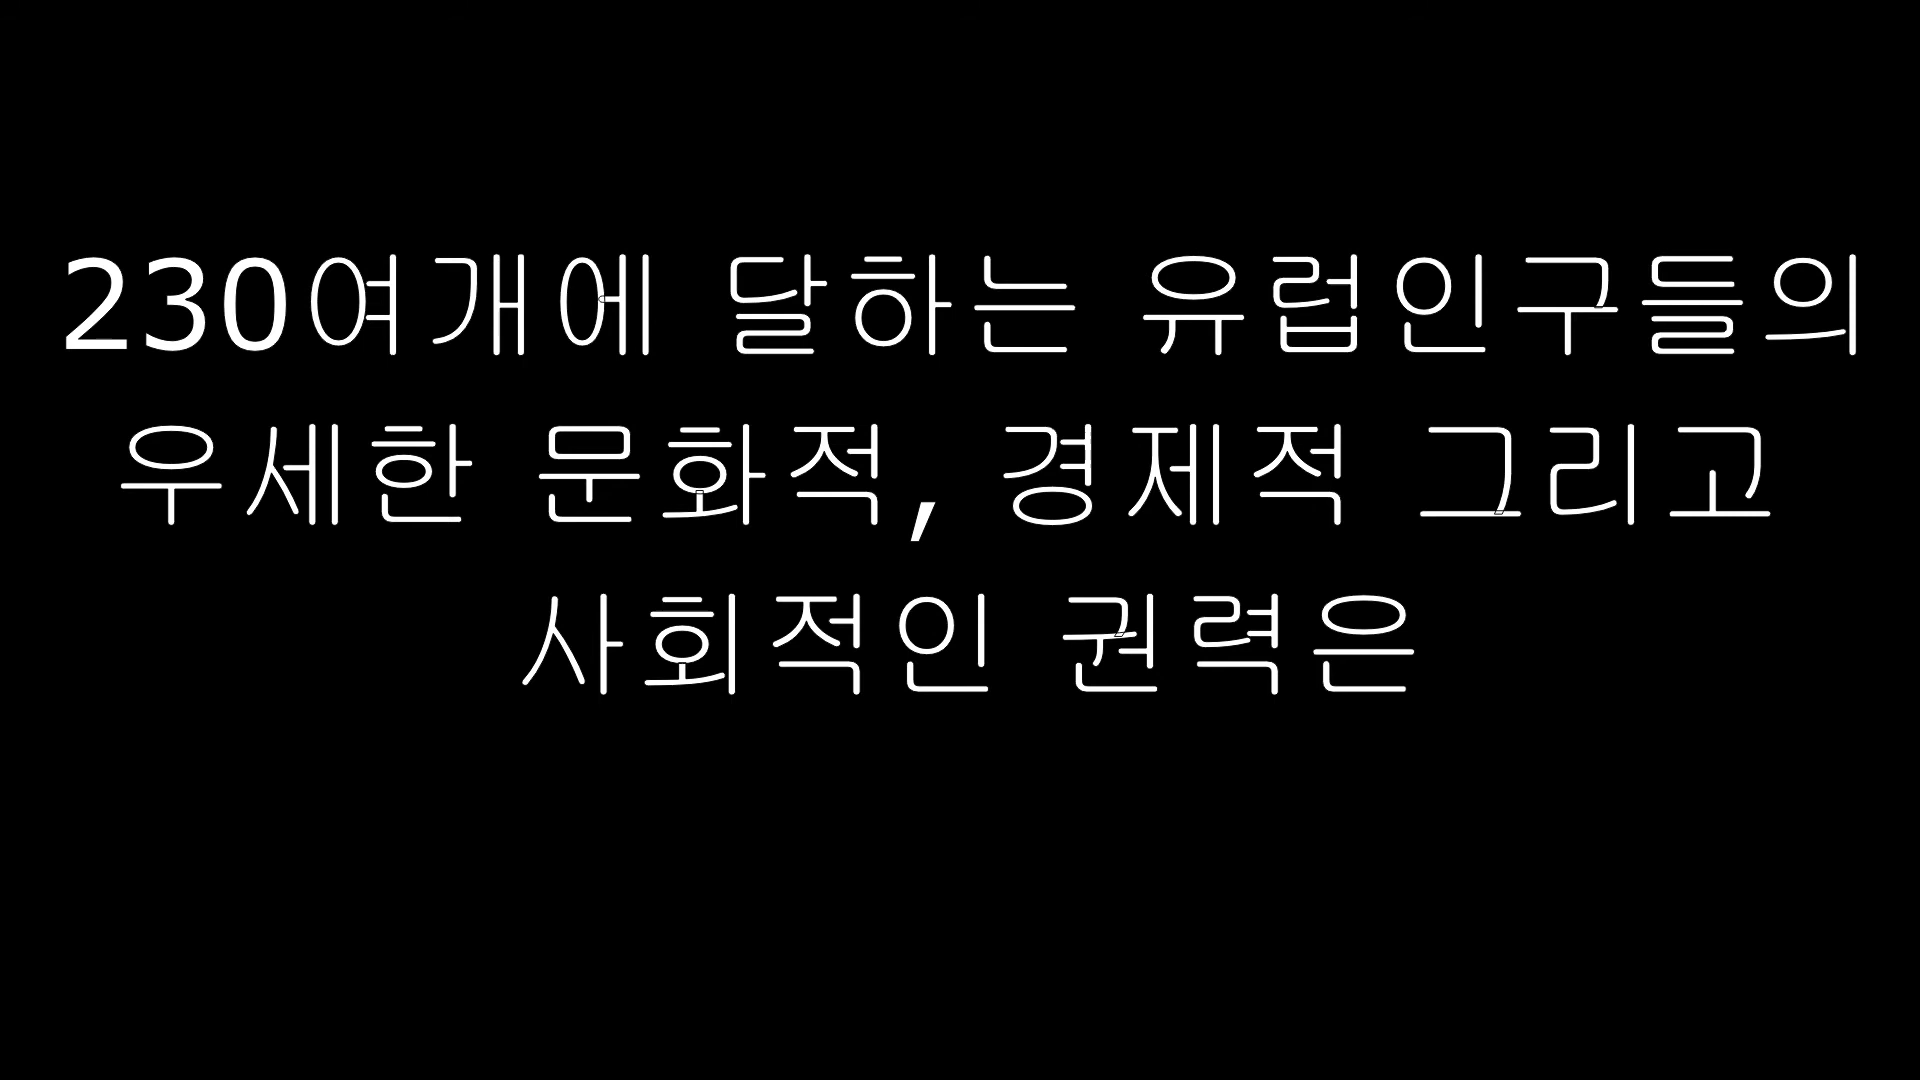 230여개에 달하는 유럽인구들의
우세한 문화적, 경제적 그리고
사회적인 권력은